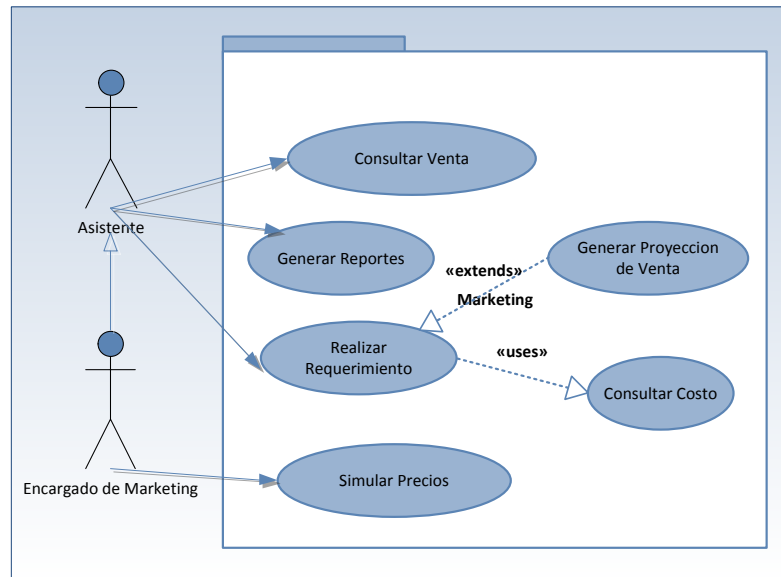 Consultar Venta
Asistente
Generar Reportes
Generar Proyeccion
de Venta
«extends»
Marketing
Realizar
Requerimiento
«uses»
Consultar Costo
Simular Precios
Encargado de Marketing